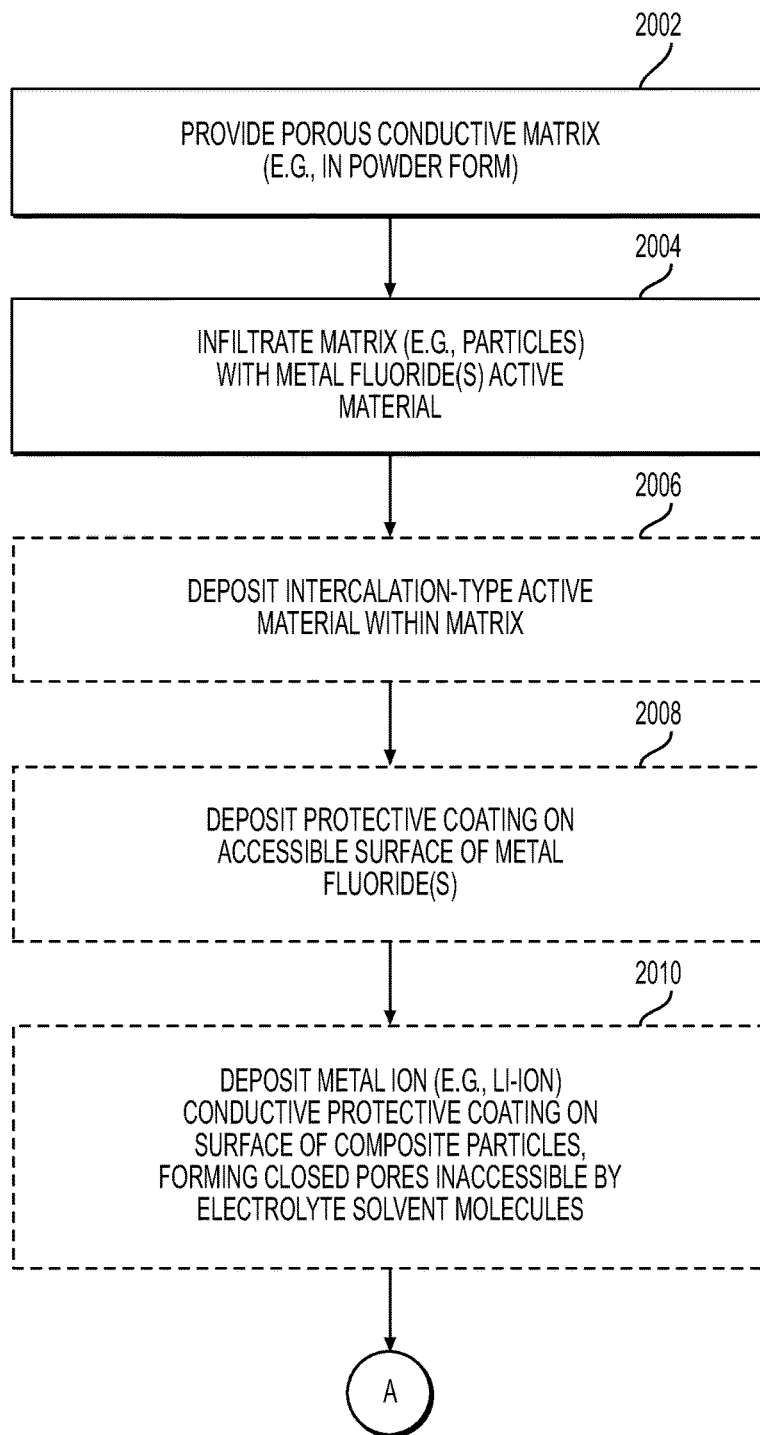 2002
PROVIDE POROUS CONDUCTIVE MATRIX
(E.G., IN POWDER FORM)
2004
INFILTRATE MATRIX (E.G., PARTICLES)
WITH METAL FLUORIDE(S) ACTIVE
MATERIAL
2006
DEPOSIT INTERCALATION-TYPE ACTIVE
MATERIAL WITHIN MATRIX
2008
DEPOSIT PROTECTIVE COATING ON
ACCESSIBLE SURFACE OF METAL
FLUORIDE(S)
2010
DEPOSIT METAL ION (E.G., LI-ION)
CONDUCTIVE PROTECTIVE COATING ON
SURFACE OF COMPOSITE PARTICLES,
FORMING CLOSED PORES INACCESSIBLE BY
ELECTROLYTE SOLVENT MOLECULES
A